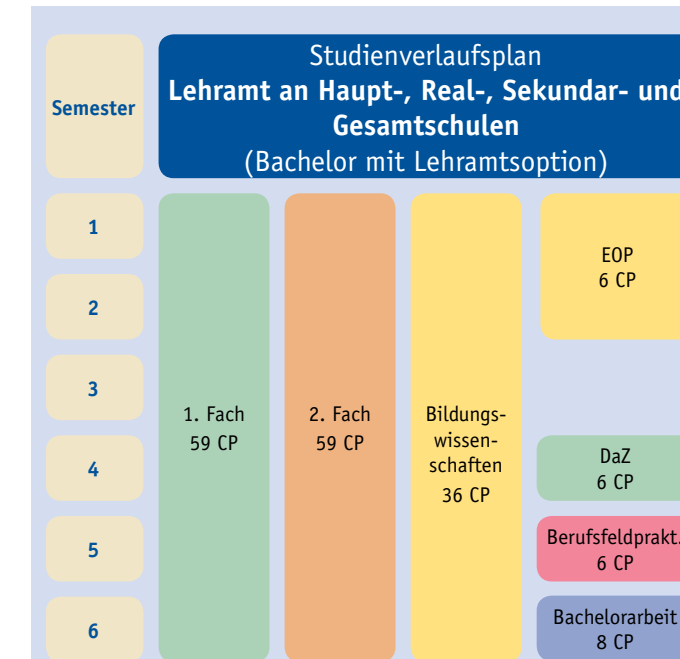 Semester
Studienverlaufsplan
Lehramt an Haupt-, Real-, Sekundar- und
Gesamtschulen
(Bachelor mit Lehramtsoption)
1
2
3
4
5
6
1. Fach
59 CP
2. Fach
59 CP
Bildungs-
wissen-
schaften
36 CP
EOP
6 CP
DaZ
6 CP
Berufsfeldprakt.
6 CP
Bachelorarbeit
8 CP